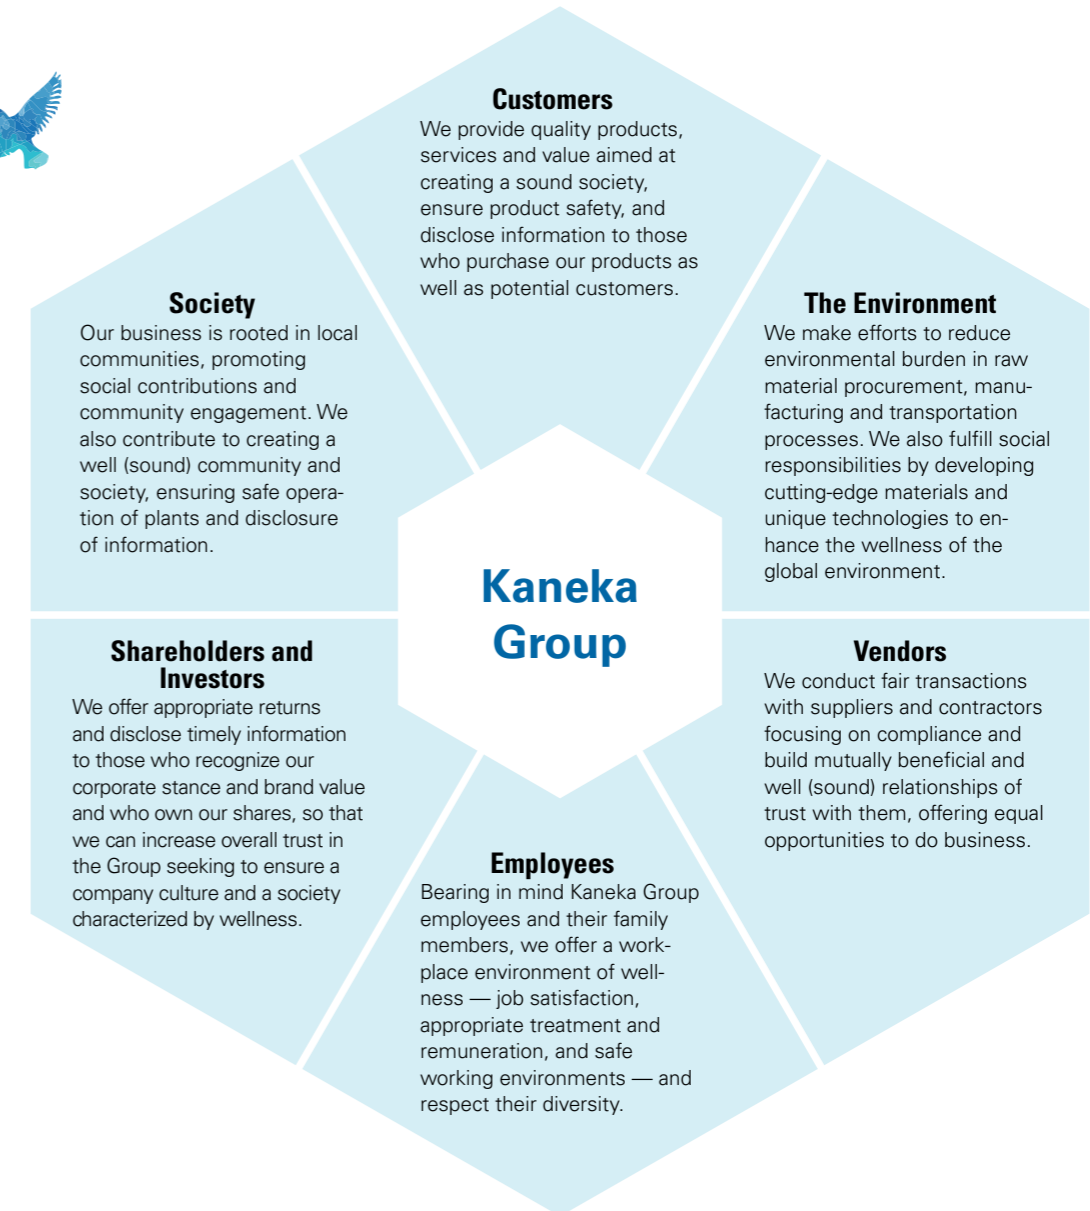 Customers
We provide quality products,
services and value aimed at
creating a sound society,
ensure product safety, and
disclose information to those
who purchase our products as
well as potential customers.
Society
Our business is rooted in local
communities, promoting
social contributions and
community engagement. We
also contribute to creating a
well (sound) community and
society, ensuring safe opera-
tion of plants and disclosure
of information.
The Environment
We make efforts to reduce
environmental burden in raw
material procurement, manu-
facturing and transportation
processes. We also fulfill social
responsibilities by developing
cutting-edge materials and
unique technologies to en-
hance the wellness of the
global environment.
Kaneka
Group
Shareholders and
Investors
We offer appropriate returns
and disclose timely information
to those who recognize our
corporate stance and brand value
and who own our shares, so that
we can increase overall trust in
the Group seeking to ensure a
company culture and a society
characterized by wellness.
Vendors
We conduct fair transactions
with suppliers and contractors
focusing on compliance and
build mutually beneficial and
well (sound) relationships of
trust with them, offering equal
opportunities to do business.
Employees
Bearing in mind Kaneka Group
employees and their family
members, we offer a work-
place environment of well-
ness — job satisfaction,
appropriate treatment and
remuneration, and safe
working environments — and
respect their diversity.